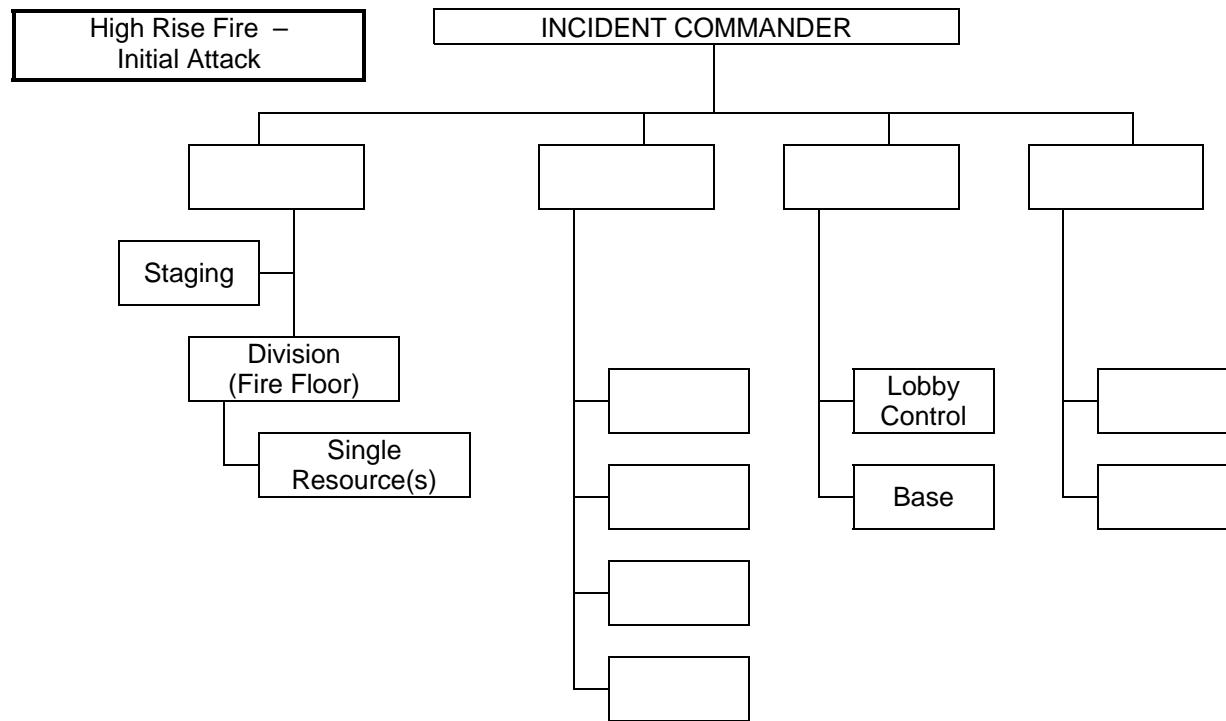 High Rise Fire –
Initial Attack
INCIDENT COMMANDER
Staging
Division
(Fire Floor)
Single
Resource(s)
Lobby
Control
Base